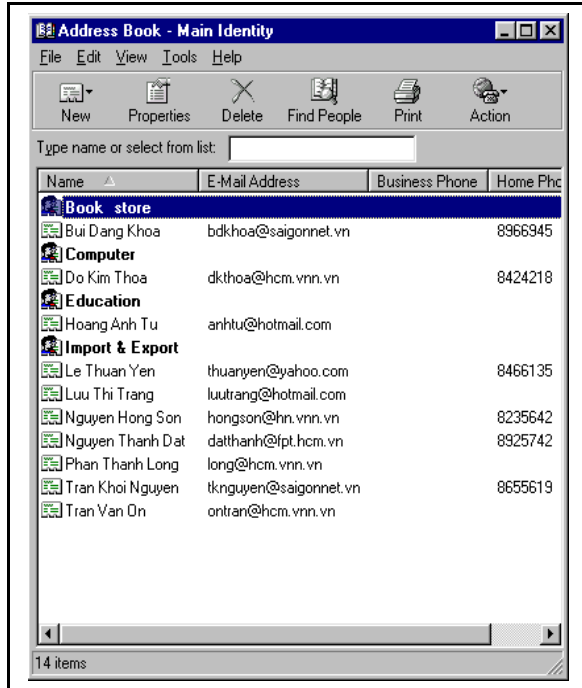 Address Book - Main Identity
File Edit View Tools Help
New Properties Delete Find People Print Action
Type name or select from list:
Name E-Mail Address Business Phone Home Pho
Book store
Bui Dang Khoa bdkhoa@saigonnet.vn 8966945
Computer
Do Kim Thoa dkthoa@hcm.vnn.vn 8424218
Education
Hoang Anh Tu anhtu@hotmail.com
Import & Export
Le Thuan Yen thuanyen@yahoo.com 8466135
Luu Thi Trang luutrang@hotmail.com
Nguyen Hong Son hongson@hn.vnn.vn 8235642
Nguyen Thanh Dat datthanh@fpt.hcm.vn 8925742
Phan Thanh Long long@hcm.vnn.vn
Tran Khoi Nguyen tknguyen@saigonnet.vn 8655619
Tran Van On ontran@hcm.vnn.vn
14 items